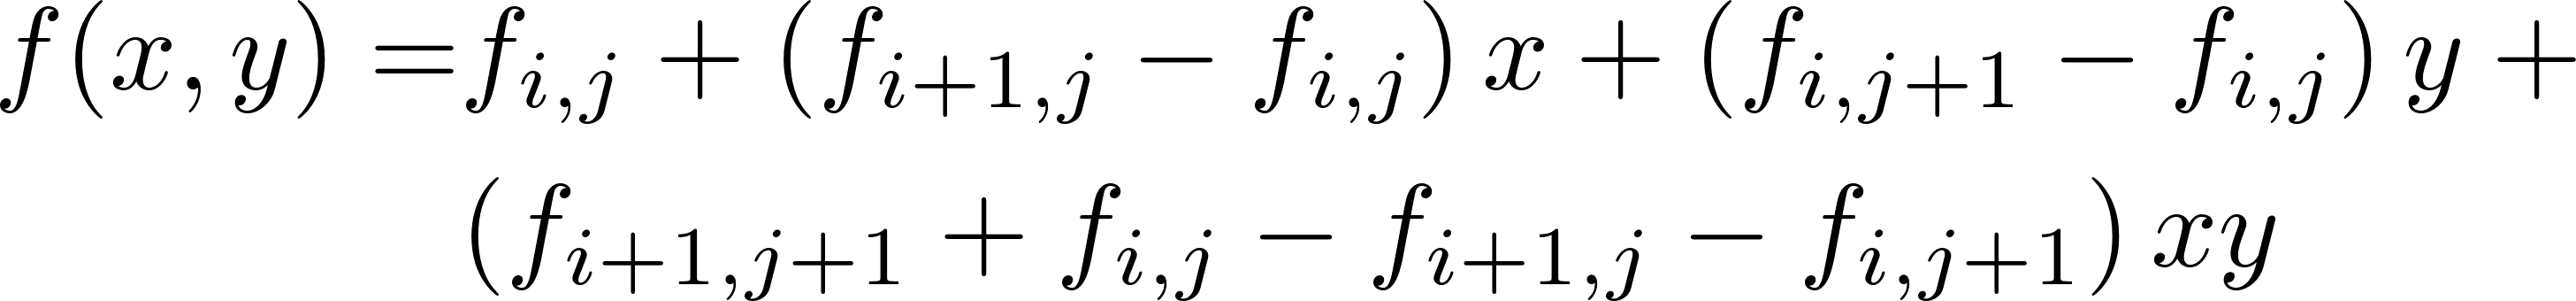 f(x, y) = f_{i,j} + (f_{i+1,j} − f_{i,j}) x + (f_{i,j+1} − f_{i,j}) y +
(f_{i+1,j+1} + f_{i,j} − f_{i+1,j} − f_{i,j+1}) xy